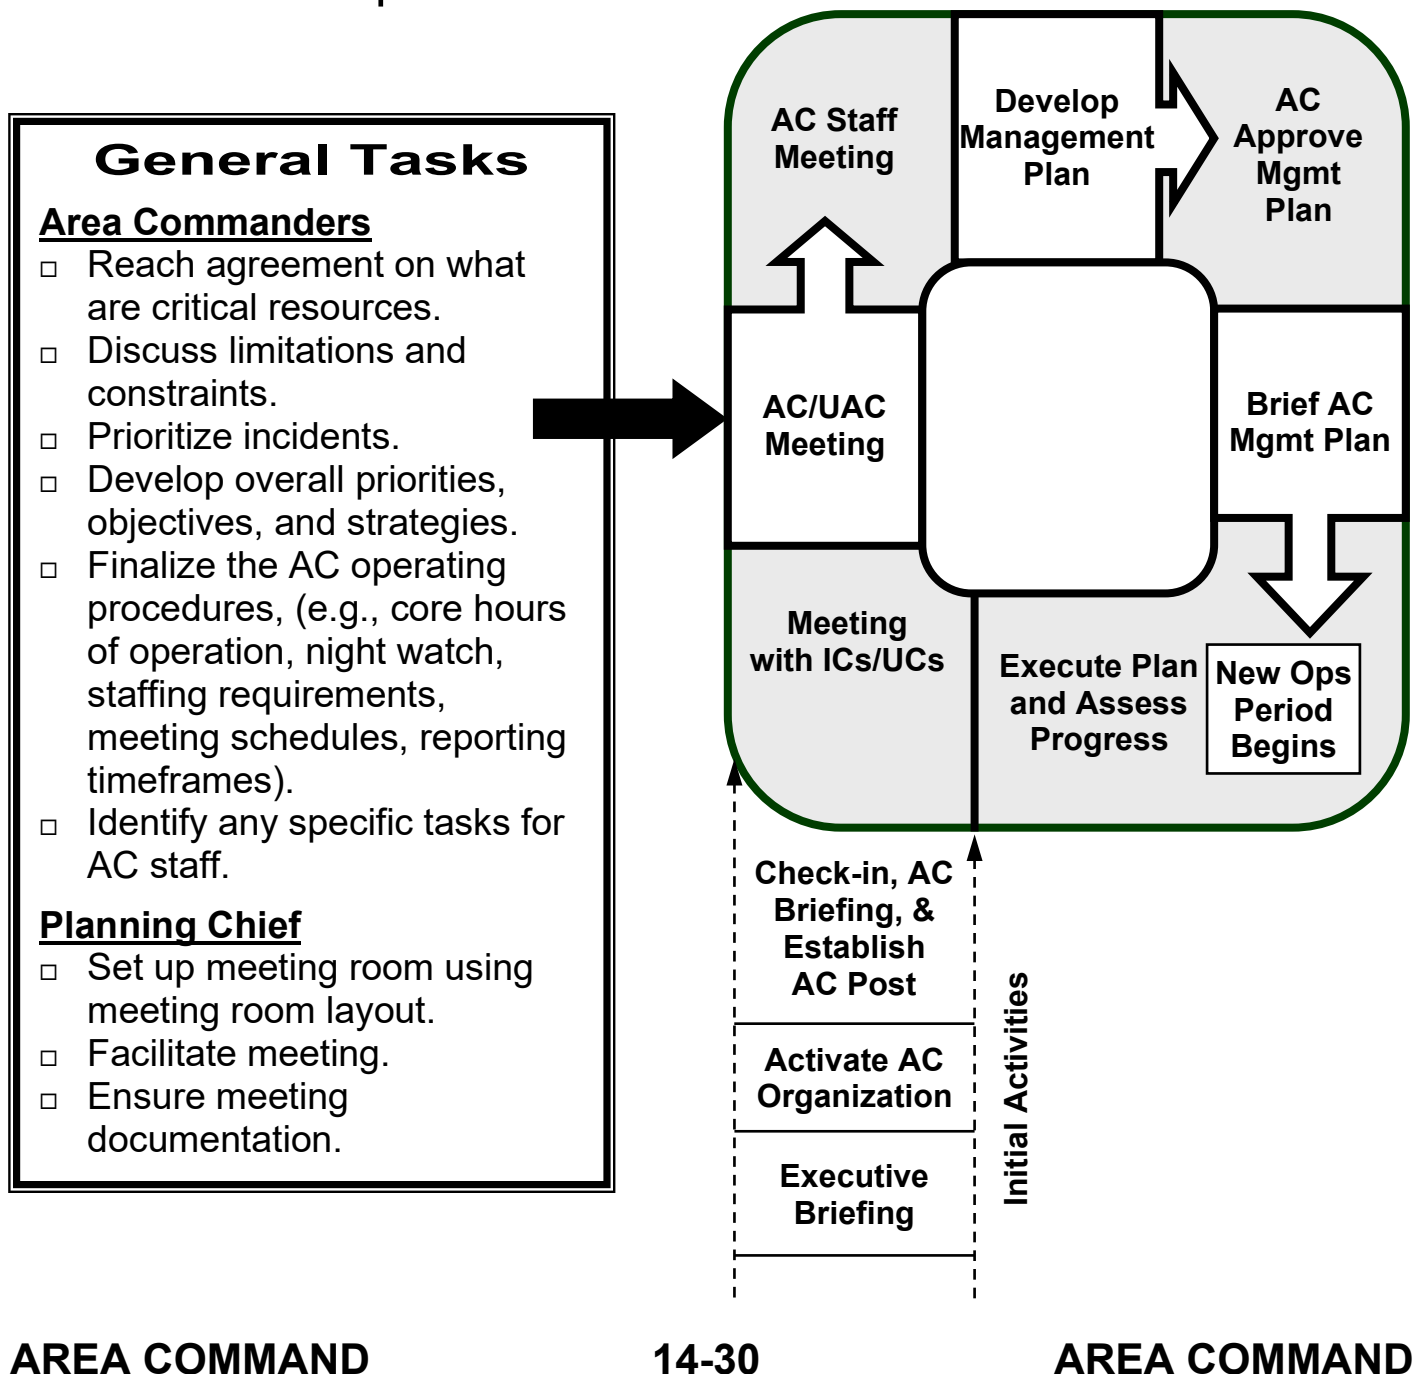 General Tasks
Area Commanders
□ Reach agreement on what
are critical resources.
□ Discuss limitations and
constraints.
□ Prioritize incidents.
□ Develop overall priorities,
objectives, and strategies.
□ Finalize the AC operating
procedures, (e.g., core hours
of operation, night watch,
staffing requirements,
meeting schedules, reporting
timeframes).
□ Identify any specific tasks for
AC staff.
Planning Chief
□ Set up meeting room using
meeting room layout.
□ Facilitate meeting.
□ Ensure meeting
documentation.
AC Staff
Meeting
Develop
Management
Plan
AC
Approve
Mgmt
Plan
AC/UAC
Meeting
Brief AC
Mgmt Plan
Meeting
with ICs/UCs
Execute Plan
and Assess
Progress
New Ops
Period
Begins
Check-in, AC
Briefing, &
Establish
AC Post
Activate AC
Organization
Executive
Briefing
Initial Activities
AREA COMMAND 14-30 AREA COMMAND